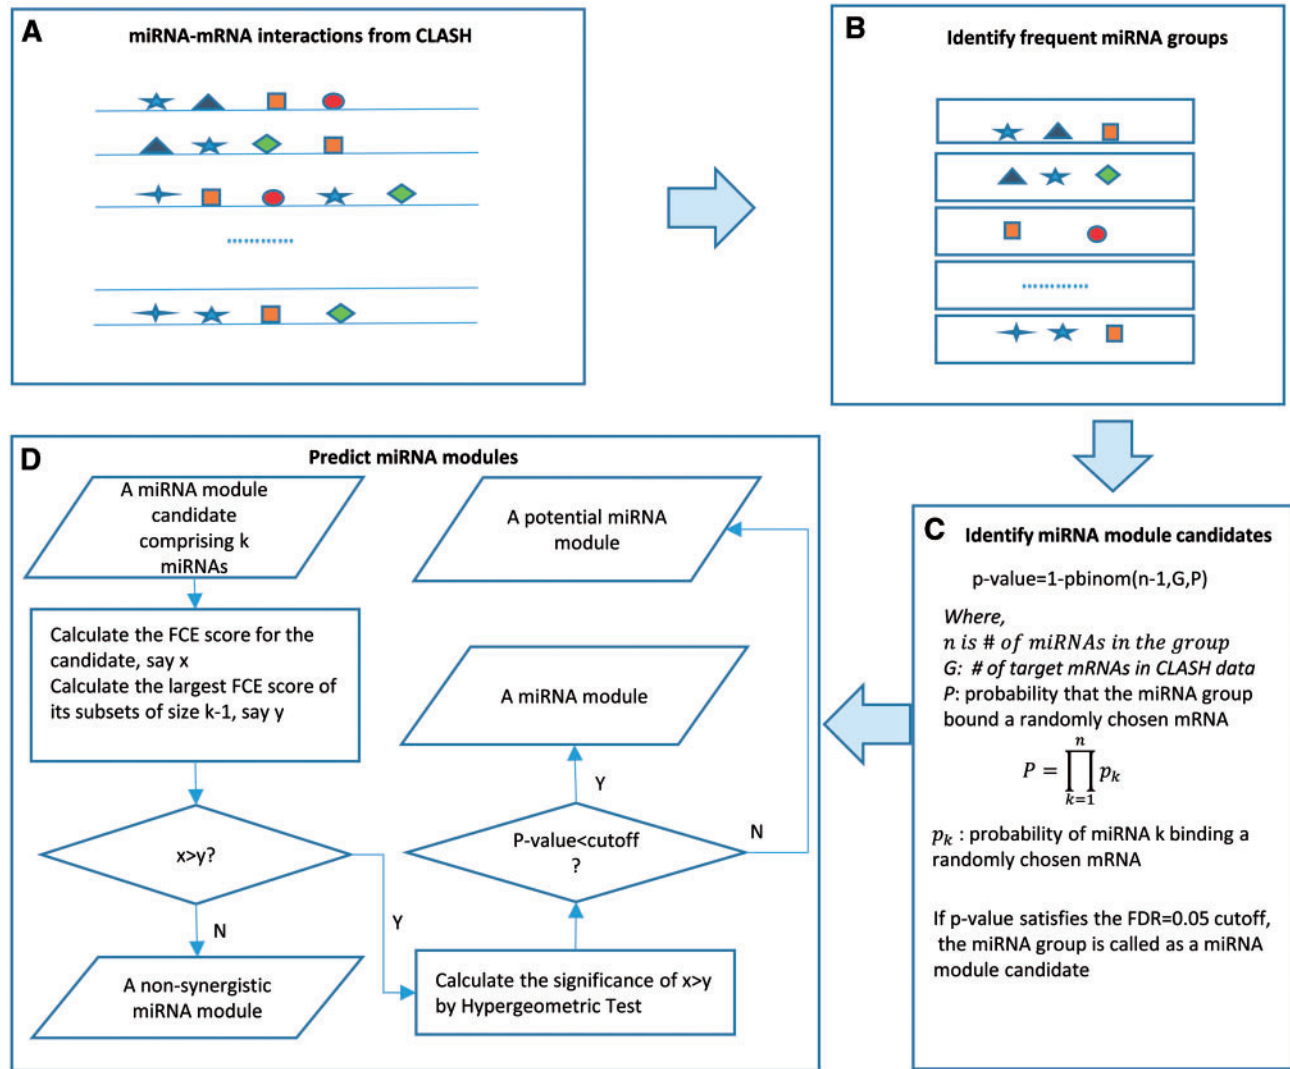 A
miRNA-mRNA interactions from CLASH
B
Identify frequent miRNA groups
C
Identify miRNA module candidates
p-value=1-pbinom(n-1,G,P)
Where,
n is # of miRNAs in the group
G: # of target mRNAs in CLASH data
P: probability that the miRNA group
bound a randomly chosen mRNA
P = ∏_{k=1}^{n} p_k
p_k : probability of miRNA k binding a
randomly chosen mRNA
If p-value satisfies the FDR=0.05 cutoff,
the miRNA group is called as a miRNA
module candidate
D
Predict miRNA modules
A miRNA module
candidate
comprising k
miRNAs
Calculate the FCE score for the
candidate, say x
Calculate the largest FCE score of
its subsets of size k-1, say y
x>y?
N
A non-synergistic
miRNA module
Y
Calculate the significance of x>y
by Hypergeometric Test
P-value<cutoff
?
Y
A miRNA module
N
A potential miRNA
module